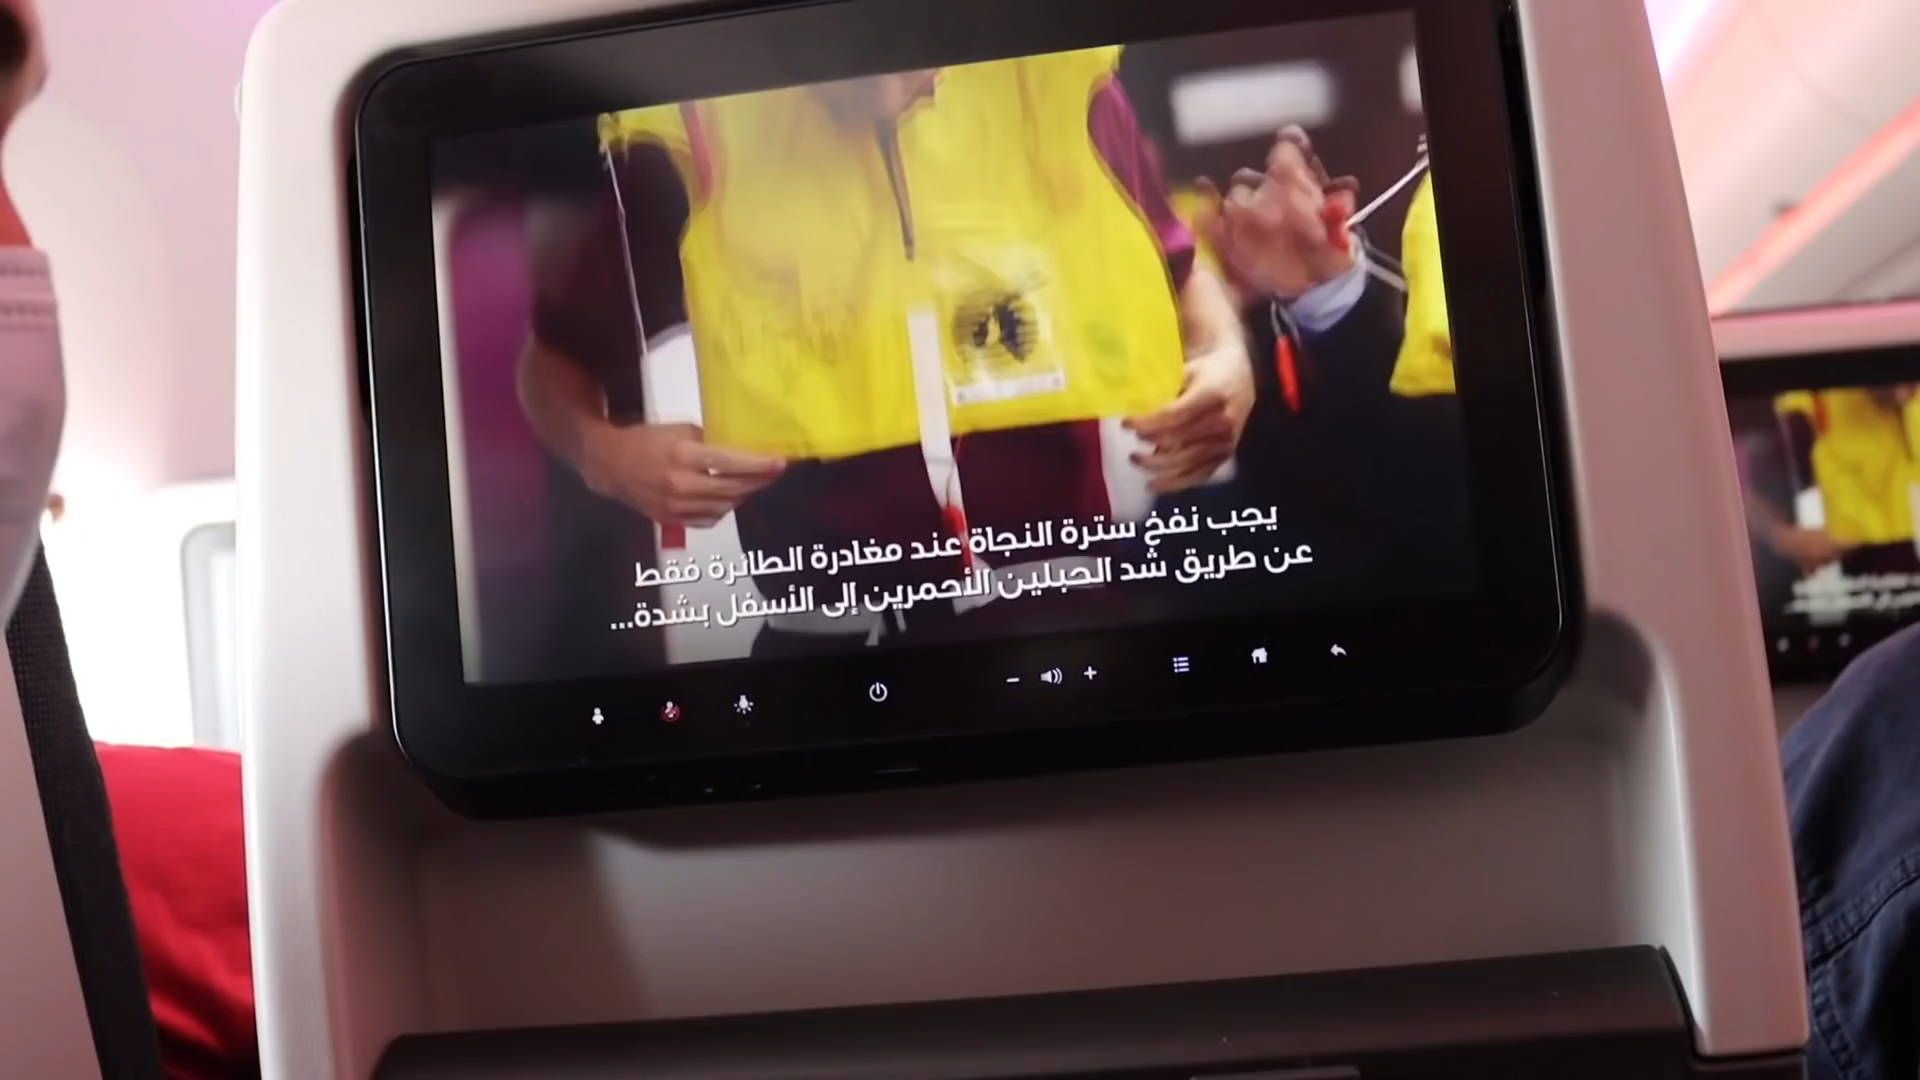 يجب نفخ سترة النجاة عند مغادرة الطائرة فقط
عن طريق شد الحبلين الأحمرين إلى الأسفل بشدة...